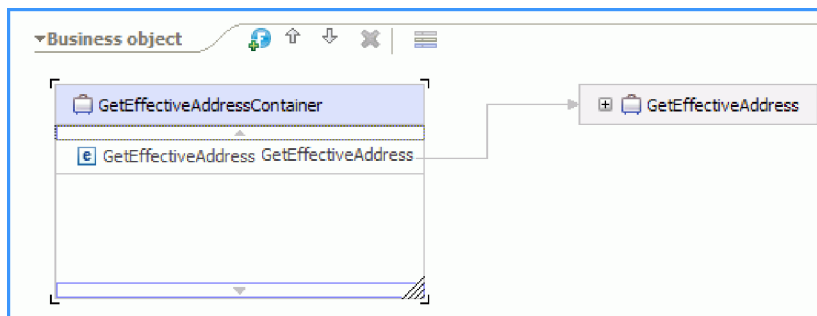 Business object
GetEffectiveAddressContainer
GetEffectiveAddress
GetEffectiveAddress GetEffectiveAddress